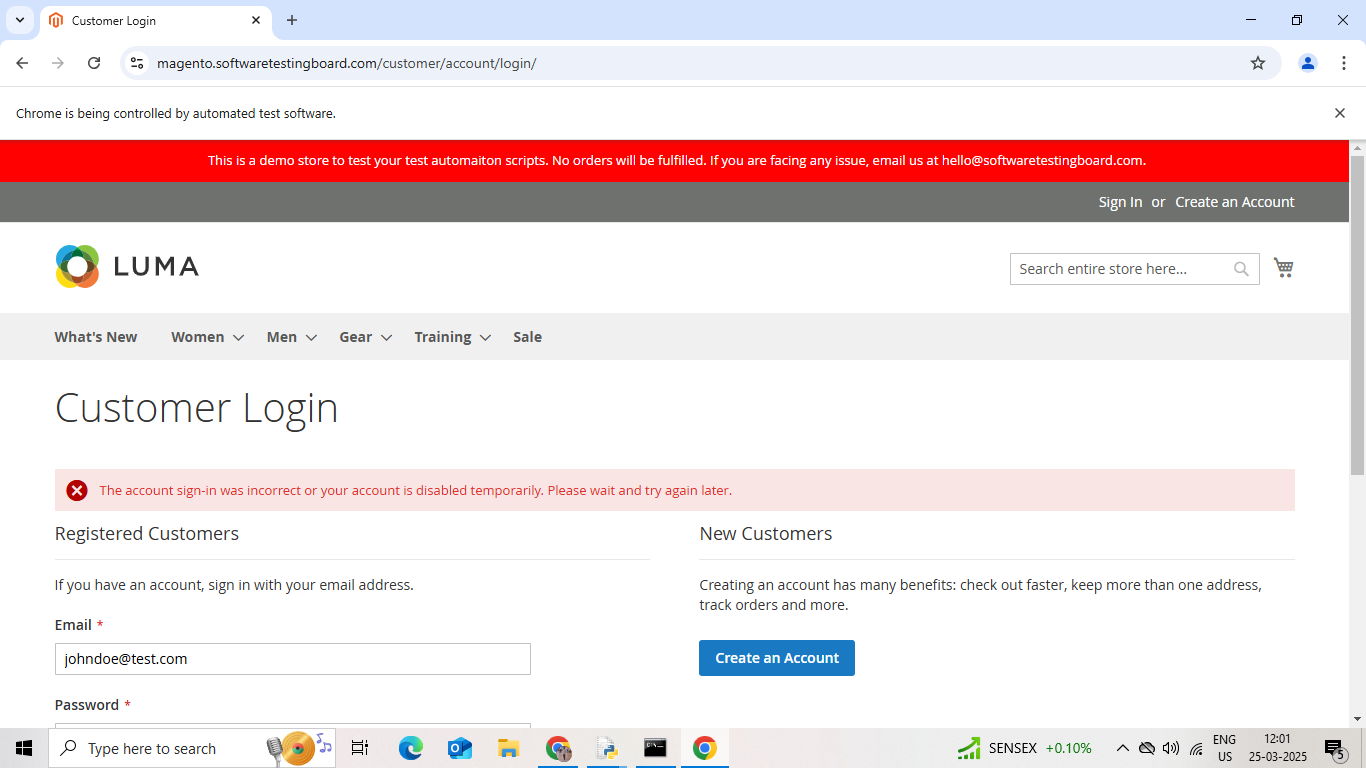 Customer Login
magento.softwaretestingboard.com/customer/account/login/
Chrome is being controlled by automated test software.
This is a demo store to test your test automaiton scripts. No orders will be fulfilled. If you are facing any issue, email us at hello@softwaretestingboard.com.
Sign In or Create an Account
LUMA
Search entire store here...
What's New Women Men Gear Training Sale
Customer Login
The account sign-in was incorrect or your account is disabled temporarily. Please wait and try again later.
Registered Customers
If you have an account, sign in with your email address.
Email *
johndoe@test.com
Password *
New Customers
Creating an account has many benefits: check out faster, keep more than one address,
track orders and more.
Create an Account
Type here to search
SENSEX +0.10%
ENG
US
12:01
25-03-2025
5